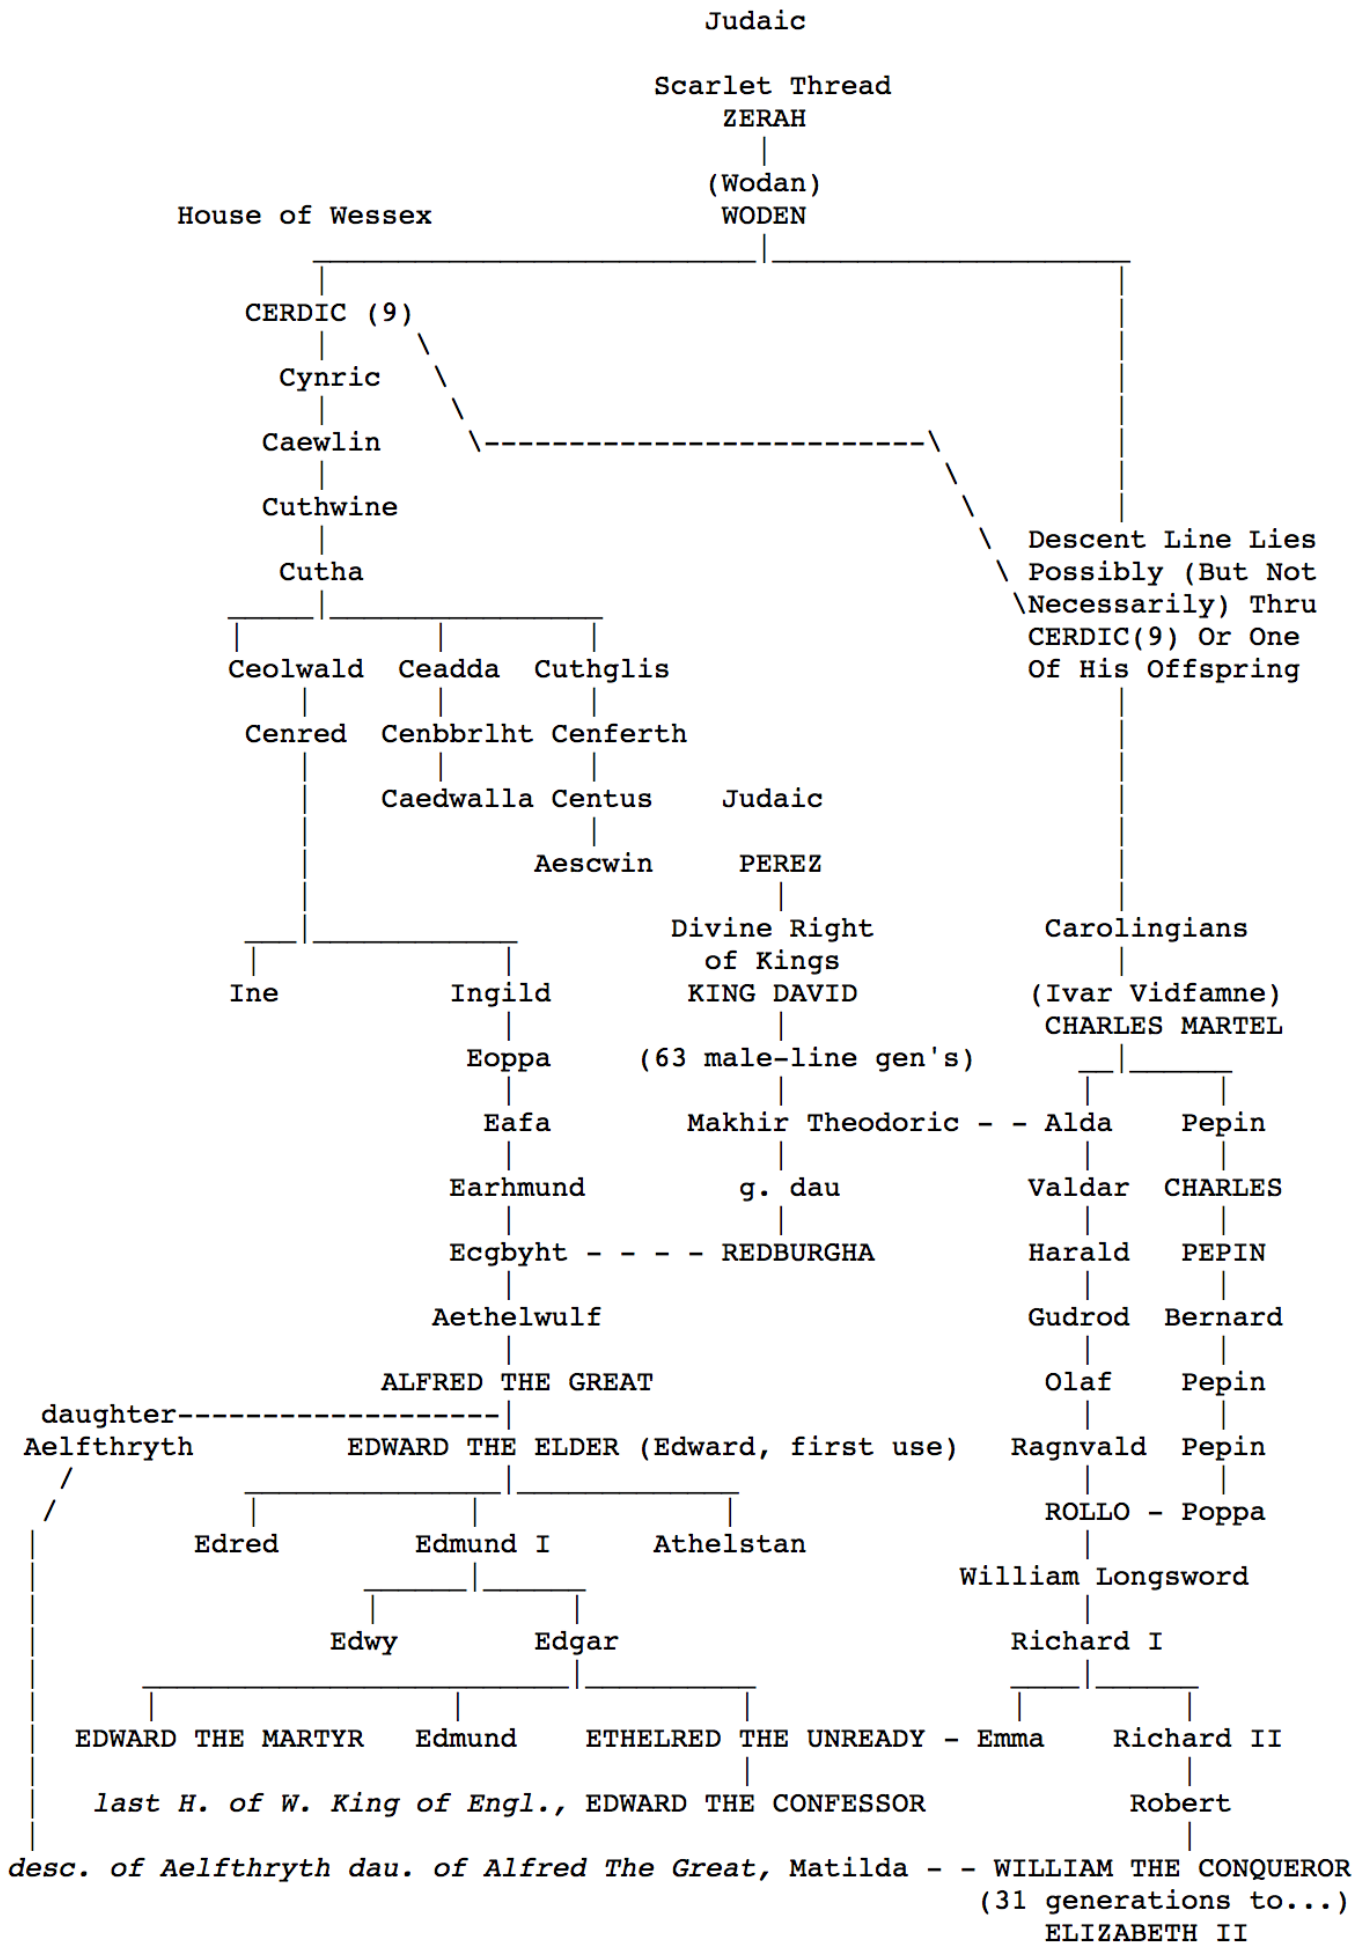 Judaic
Scarlet Thread
ZERAH
(Wodan)
House of Wessex WODEN
CERDIC (9)
Cynric
Caewlin
Cuthwine
Descent Line Lies
Cutha Possibly (But Not
Necessarily) Thru
CERDIC(9) Or One
Ceolwald Ceadda Cuthglis Of His Offspring
Cenred Cenbbrlht Cenferth
Caedwalla Centus Judaic
Aescwin PEREZ
Divine Right Carolingians
of Kings
Ine Ingild KING DAVID (Ivar Vidfamne)
CHARLES MARTEL
Eoppa (63 male-line gen's)
Eafa Makhir Theodoric - - Alda Pepin
Earhmund g. dau Valdar CHARLES
Ecgbyht - - - - REDBURGHA Harald PEPIN
Aethelwulf Gudrod Bernard
ALFRED THE GREAT Olaf Pepin
daughter-------------------
Aelfthryth EDWARD THE ELDER (Edward, first use) Ragnvald Pepin
ROLLO - Poppa
Edred Edmund I Athelstan
William Longsword
Edwy Edgar Richard I
EDWARD THE MARTYR Edmund ETHELRED THE UNREADY - Emma Richard II
last H. of W. King of Engl., EDWARD THE CONFESSOR Robert
desc. of Aelfthryth dau. of Alfred The Great, Matilda - - WILLIAM THE CONQUEROR
(31 generations to...)
ELIZABETH II